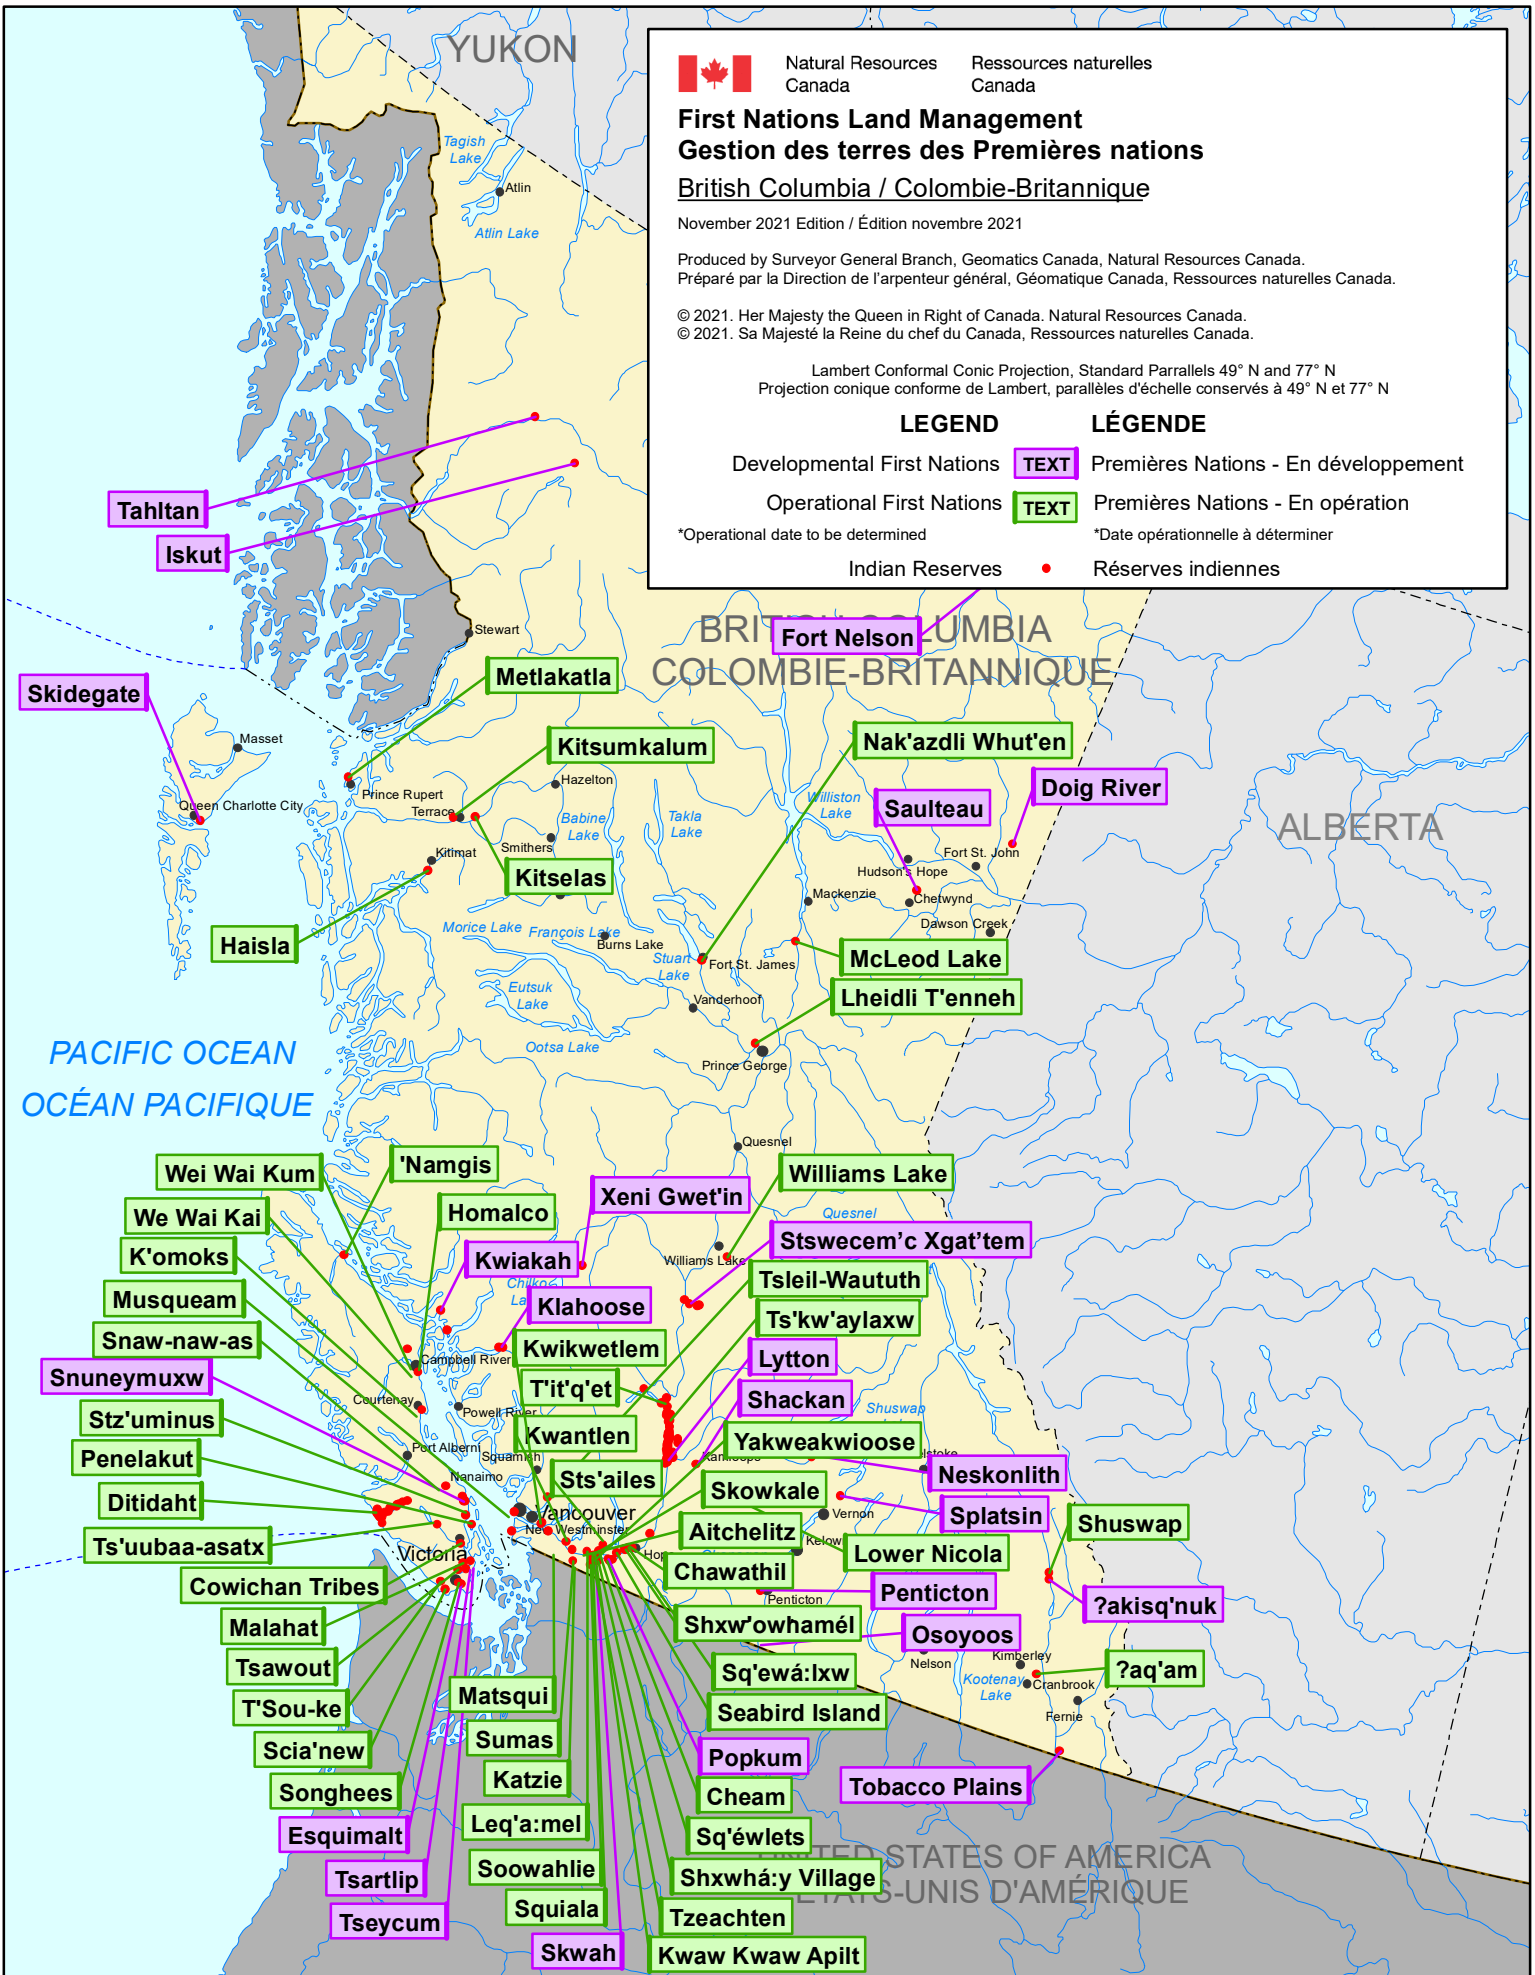 YUKON
Natural Resources
Canada
Ressources naturelles
Canada
First Nations Land Management
Gestion des terres des Premières nations
British Columbia / Colombie-Britannique
November 2021 Edition / Édition novembre 2021
Produced by Surveyor General Branch, Geomatics Canada, Natural Resources Canada.
Préparé par la Direction de l'arpenteur général, Géomatique Canada, Ressources naturelles Canada.
© 2021. Her Majesty the Queen in Right of Canada. Natural Resources Canada.
© 2021. Sa Majesté la Reine du chef du Canada, Ressources naturelles Canada.
Lambert Conformal Conic Projection, Standard Parrallels 49° N and 77° N
Projection conique conforme de Lambert, parallèles d'échelle conservés à 49° N et 77° N
LEGEND
LÉGENDE
Developmental First Nations
TEXT
Premières Nations - En développement
Operational First Nations
TEXT
Premières Nations - En opération
*Operational date to be determined
*Date opérationnelle à déterminer
Indian Reserves
Réserves indiennes
Tagish
Lake
Atlin
Atlin Lake
Tahltan
Iskut
Stewart
Fort Nelson
COLOMBIE-BRITANNIQUE
Metlakatla
Skidegate
Masset
Kitsumkalum
Nak'azdli Whut'en
Doig River
Hazelton
Prince Rupert
Queen Charlotte City
Terrace
Babine
Lake
Takla
Lake
Williston
Lake
Saulteau
ALBERTA
Kitimat
Smithers
Fort St. John
Hudson's Hope
Kitselas
Mackenzie
Chetwynd
Dawson Creek
Haisla
Morice Lake
François Lake
Burns Lake
Stuart
Lake
Fort St. James
McLeod Lake
Eutsuk
Lake
Vanderhoof
Lheidli T'enneh
Ootsa Lake
Prince George
PACIFIC OCEAN
OCÉAN PACIFIQUE
Quesnel
Wei Wai Kum
'Namgis
Williams Lake
Xeni Gwet'in
We Wai Kai
Homalco
Quesnel
K'omoks
Kwiakah
Williams Lake
Stswecem'c Xgat'tem
Musqueam
Chilko
Klahoose
Tsleil-Waututh
Ts'kw'aylaxw
Snaw-naw-as
Kwikwetlem
Campbell River
Lytton
Snuneymuxw
T'it'q'et
Shackan
Courtenay
Powell River
Shuswap
Stz'uminus
Kwantlen
Yakweakwioose
Penelakut
Port Alberni
Squamish
Kamloops
Nanaimo
Sts'ailes
Neskonlith
Ditidaht
Skowkale
Splatsin
Vancouver
Vernon
Shuswap
Ts'uubaa-asatx
Aitchelitz
Victoria
Lower Nicola
Cowichan Tribes
Chawathil
Penticton
Penticton
?akisq'nuk
Malahat
Shxw'owhamél
Osoyoos
Tsawout
Sq'ewá:lxw
Nelson
Kimberley
?aq'am
Kootenay
Lake
Cranbrook
Fernie
T'Sou-ke
Matsqui
Seabird Island
Scia'new
Sumas
Popkum
Songhees
Katzie
Cheam
Tobacco Plains
Esquimalt
Leq'a:mel
Sq'éwlets
UNITED STATES OF AMERICA
ÉTATS-UNIS D'AMÉRIQUE
Tsartlip
Soowahlie
Shxwhá:y Village
Tseycum
Squiala
Tzeachten
Skwah
Kwaw Kwaw Apilt